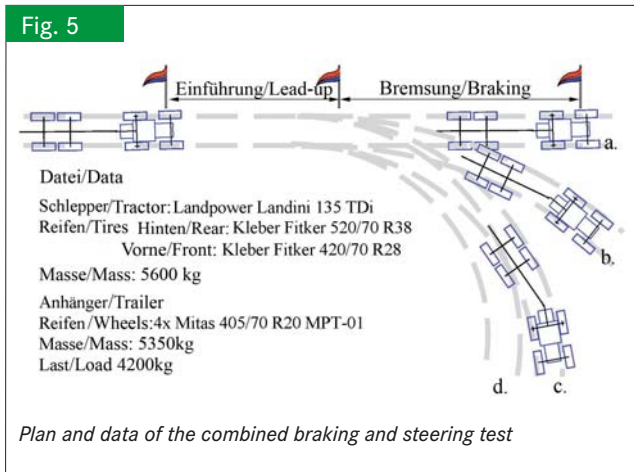 Fig. 5
Einführung/Lead-up
Bremsung/Braking
a.
b.
Datei/Data
Schlepper/Tractor: Landpower Landini 135 TDi
Reifen/Tires Hinten/Rear: Kleber Fitker 520/70 R38
Vorne/Front: Kleber Fitker 420/70 R28
Masse/Mass: 5600 kg
Anhänger/Trailer
Reifen/Wheels:4x Mitas 405/70 R20 MPT-01
Masse/Mass: 5350kg
Last/Load 4200kg
d. c.
Plan and data of the combined braking and steering test